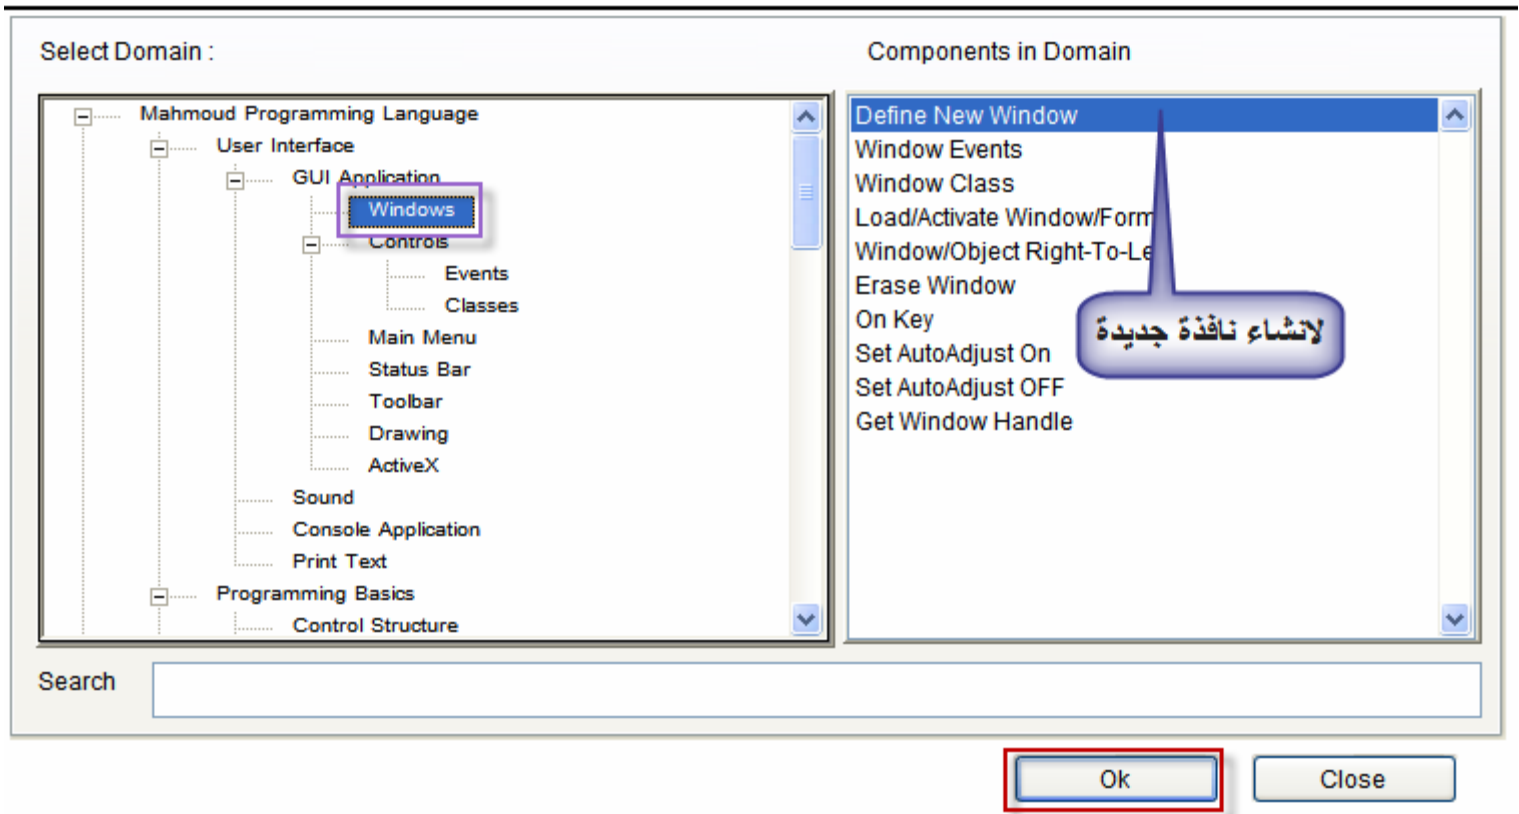 Select Domain :
Components in Domain
Mahmoud Programming Language
User Interface
GUI Application
Windows
Controls
Events
Classes
Main Menu
Status Bar
Toolbar
Drawing
ActiveX
Sound
Console Application
Print Text
Programming Basics
Control Structure
Define New Window
Window Events
Window Class
Load/Activate Window/Form
Window/Object Right-To-Le
Erase Window
On Key
Set AutoAdjust On
Set AutoAdjust OFF
Get Window Handle
لانشاء نافذة جديدة
Search
Ok
Close